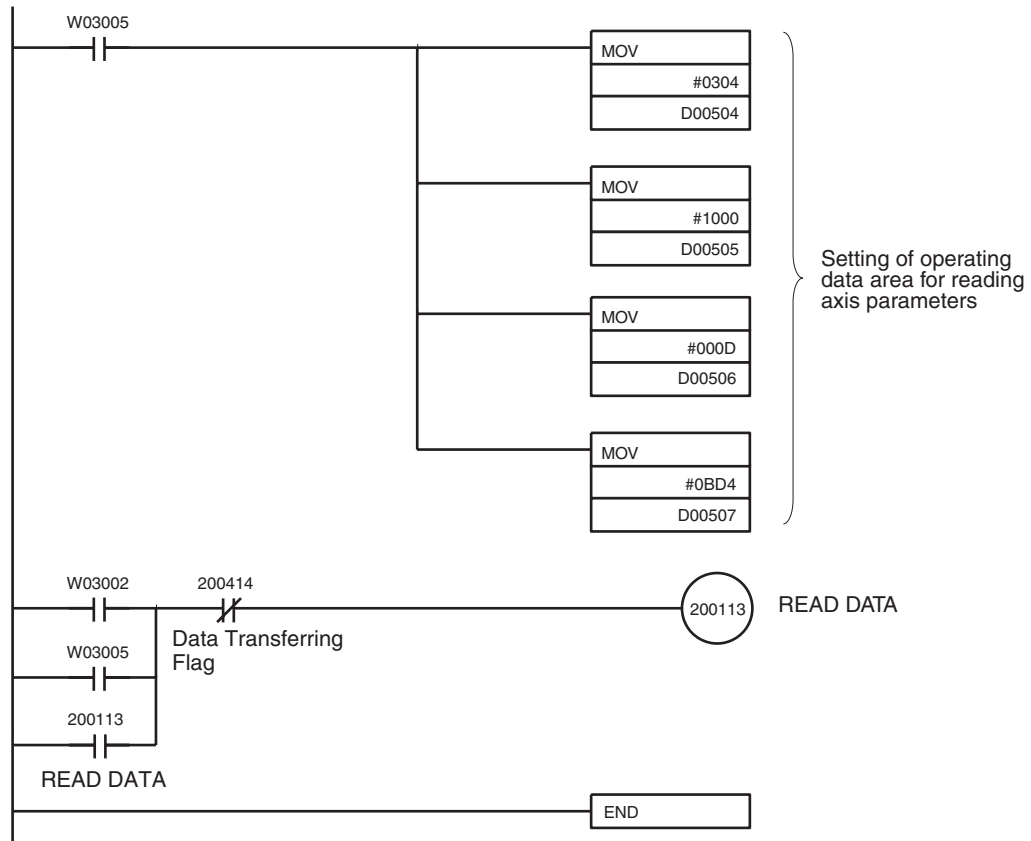 W03005
MOV
#0304
D00504
MOV
#1000
D00505
Setting of operating
data area for reading
axis parameters
MOV
#000D
D00506
MOV
#0BD4
D00507
W03002
200414
200113
READ DATA
Data Transferring
Flag
W03005
200113
READ DATA
END